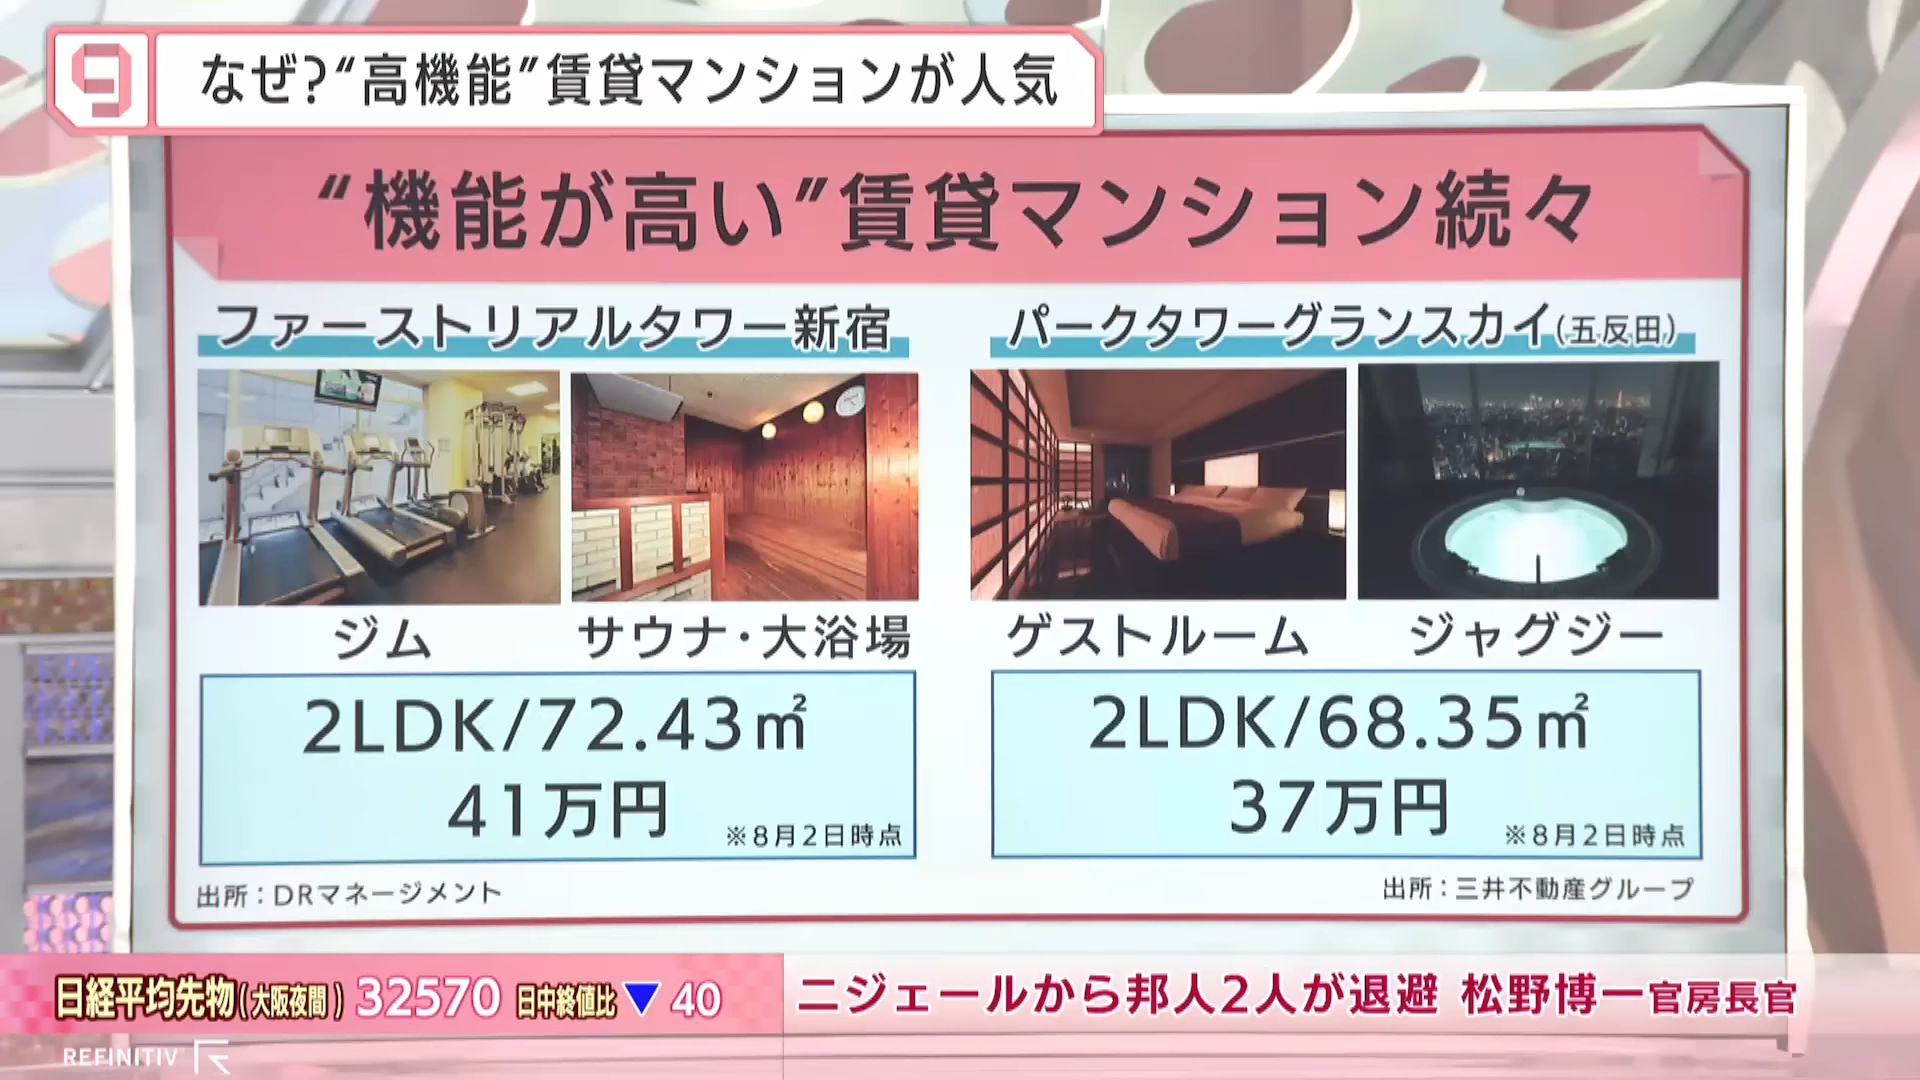 9
なぜ?“高機能”賃貸マンションが人気
“機能が高い”賃貸マンション続々
ファーストリアルタワー新宿
ジム
サウナ・大浴場
2LDK/72.43㎡
41万円
※8月2日時点
出所：DRマネージメント
パークタワーグランスカイ(五反田)
ゲストルーム
ジャグジー
2LDK/68.35㎡
37万円
※8月2日時点
出所：三井不動産グループ
日経平均先物(大阪夜間) 32570 日中終値比▼40
ニジェールから邦人2人が退避 松野博一官房長官
REFINITIV